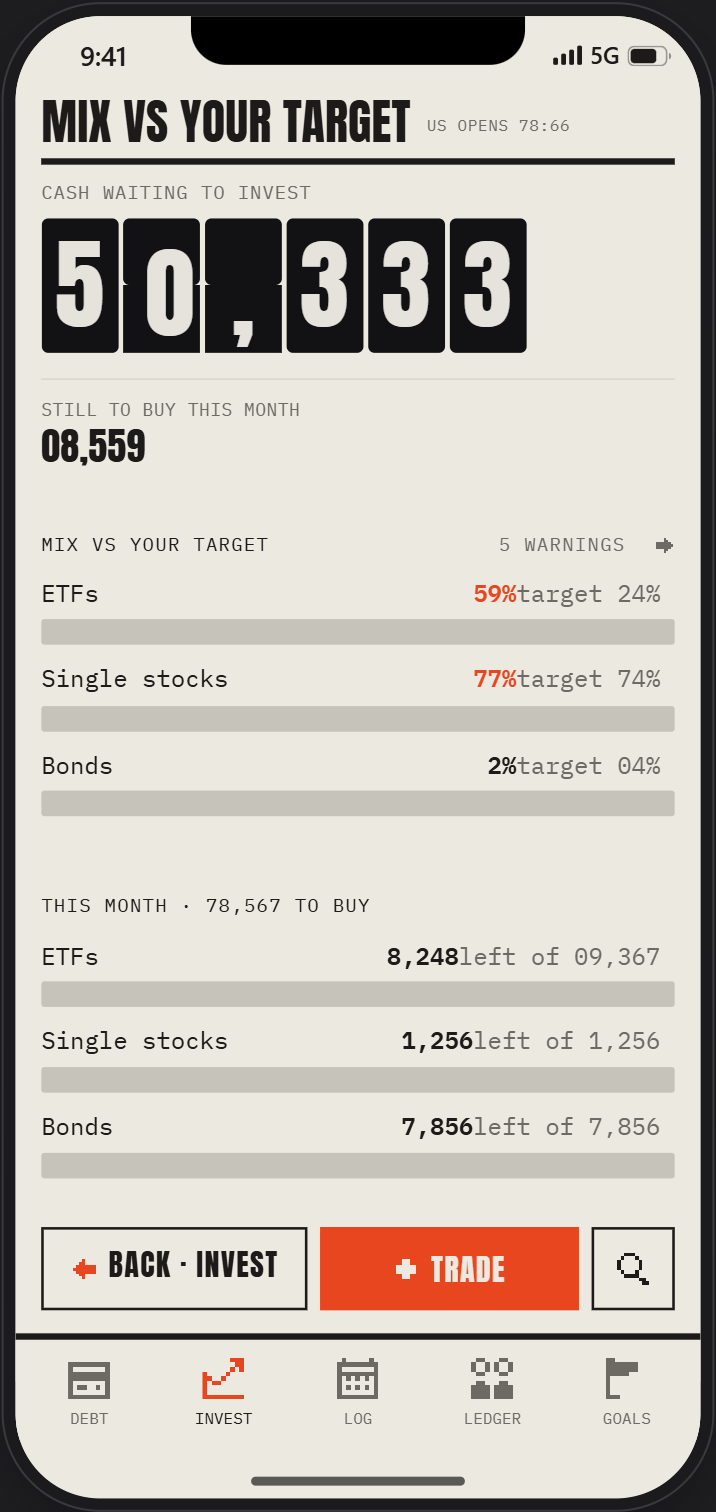 9:41 5G
MIX VS YOUR TARGET US OPENS 78:66
CASH WAITING TO INVEST
50,333
STILL TO BUY THIS MONTH
08,559
MIX VS YOUR TARGET 5 WARNINGS
ETFs 59%target 24%
Single stocks 77%target 74%
Bonds 2%target 04%
THIS MONTH · 78,567 TO BUY
ETFs 8,248left of 09,367
Single stocks 1,256left of 1,256
Bonds 7,856left of 7,856
BACK · INVEST TRADE
DEBT INVEST LOG LEDGER GOALS